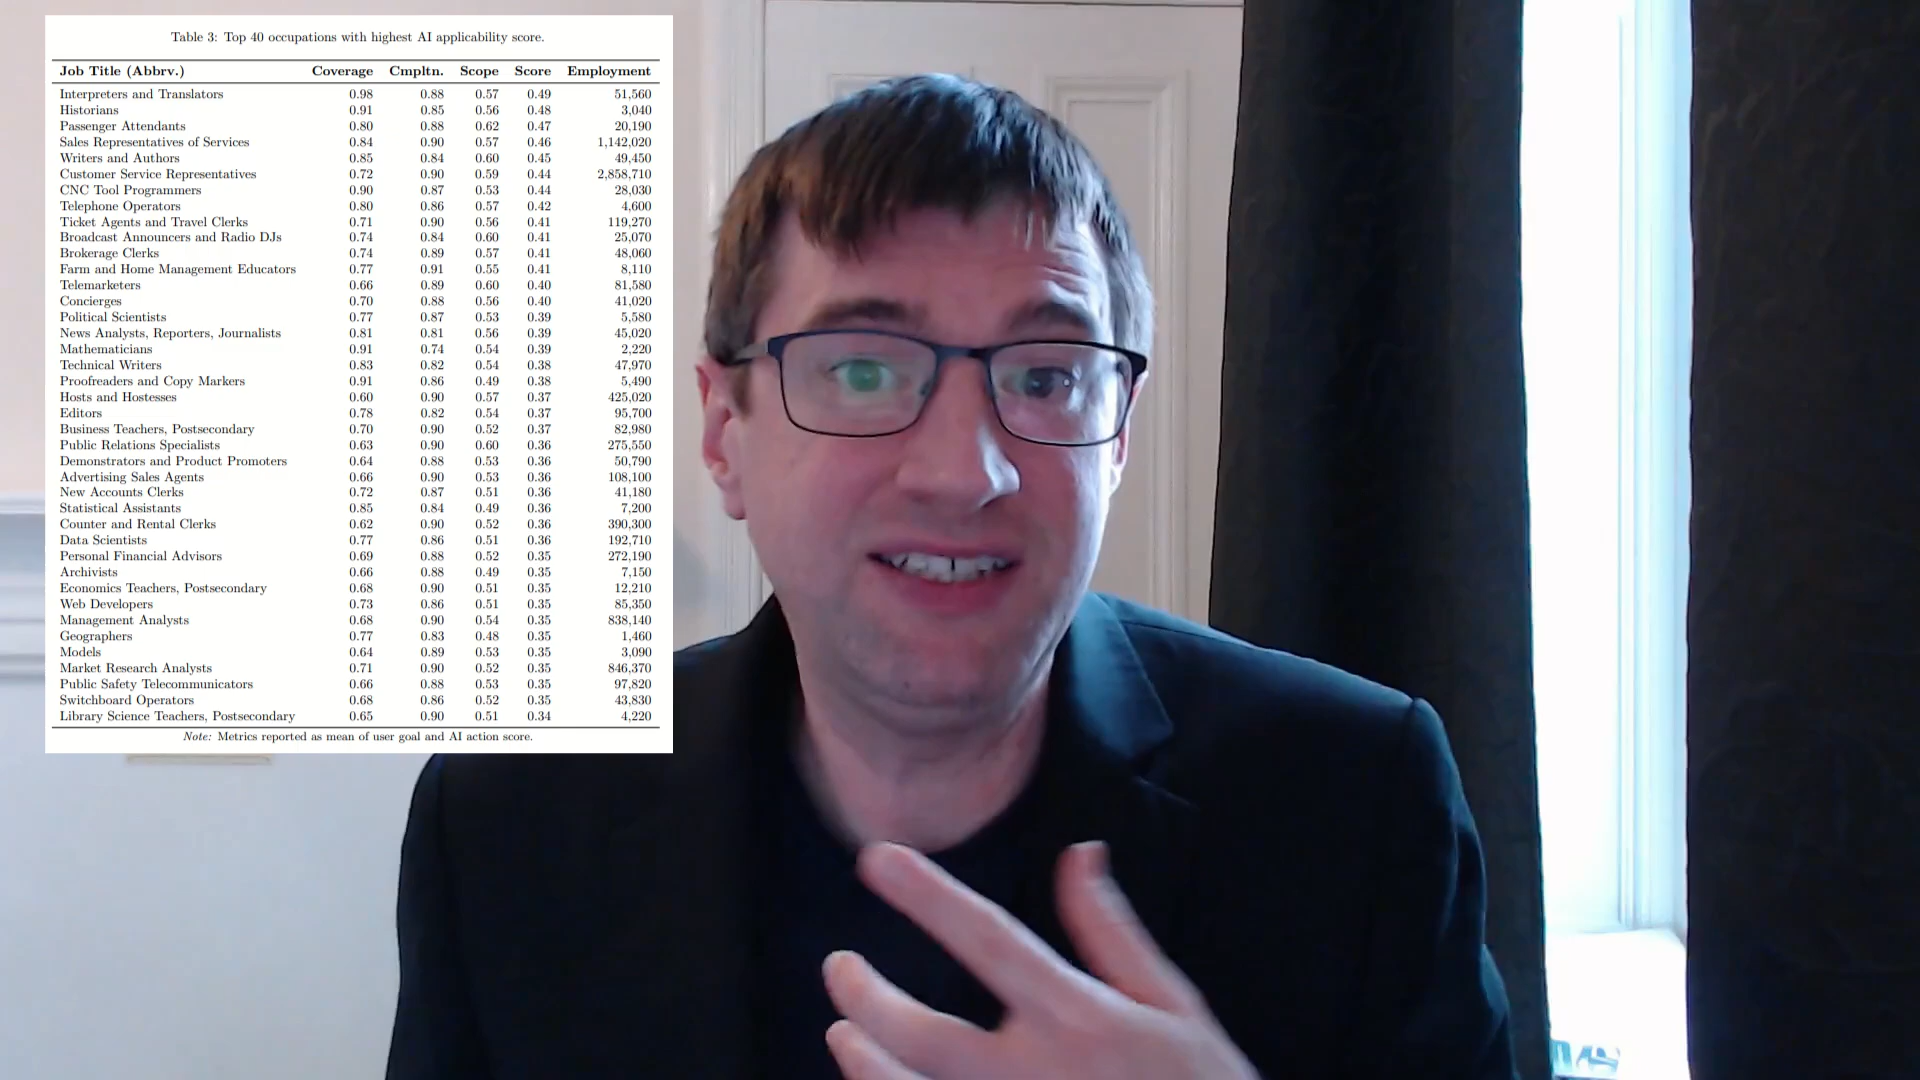 Table 3: Top 40 occupations with highest AI applicability score.
Job Title (Abbrv.) Coverage Cmpltn. Scope Score Employment
Interpreters and Translators 0.98 0.88 0.57 0.49 51,560
Historians 0.91 0.85 0.56 0.48 3,040
Passenger Attendants 0.80 0.88 0.62 0.47 20,190
Sales Representatives of Services 0.84 0.90 0.57 0.46 1,142,020
Writers and Authors 0.85 0.84 0.60 0.45 49,450
Customer Service Representatives 0.72 0.90 0.59 0.44 2,858,710
CNC Tool Programmers 0.90 0.87 0.53 0.44 28,030
Telephone Operators 0.80 0.86 0.57 0.42 4,600
Ticket Agents and Travel Clerks 0.71 0.90 0.56 0.41 119,270
Broadcast Announcers and Radio DJs 0.74 0.84 0.60 0.41 25,070
Brokerage Clerks 0.74 0.89 0.57 0.41 48,060
Farm and Home Management Educators 0.77 0.91 0.55 0.41 8,110
Telemarketers 0.66 0.89 0.60 0.40 81,580
Concierges 0.70 0.88 0.56 0.40 41,020
Political Scientists 0.77 0.87 0.53 0.39 5,580
News Analysts, Reporters, Journalists 0.81 0.81 0.56 0.39 45,020
Mathematicians 0.91 0.74 0.54 0.39 2,220
Technical Writers 0.83 0.82 0.54 0.38 47,970
Proofreaders and Copy Markers 0.91 0.86 0.49 0.38 5,490
Hosts and Hostesses 0.60 0.90 0.57 0.37 425,020
Editors 0.78 0.82 0.54 0.37 95,700
Business Teachers, Postsecondary 0.70 0.90 0.52 0.37 82,980
Public Relations Specialists 0.63 0.90 0.60 0.36 275,550
Demonstrators and Product Promoters 0.64 0.88 0.53 0.36 50,790
Advertising Sales Agents 0.66 0.90 0.53 0.36 108,100
New Accounts Clerks 0.72 0.87 0.51 0.36 41,180
Statistical Assistants 0.85 0.84 0.49 0.36 7,200
Counter and Rental Clerks 0.62 0.90 0.52 0.36 390,300
Data Scientists 0.77 0.86 0.51 0.36 192,710
Personal Financial Advisors 0.69 0.88 0.52 0.35 272,190
Archivists 0.66 0.88 0.49 0.35 7,150
Economics Teachers, Postsecondary 0.68 0.90 0.51 0.35 12,210
Web Developers 0.73 0.86 0.51 0.35 85,350
Management Analysts 0.68 0.90 0.54 0.35 838,140
Geographers 0.77 0.83 0.48 0.35 1,460
Models 0.64 0.89 0.53 0.35 3,090
Market Research Analysts 0.71 0.90 0.52 0.35 846,370
Public Safety Telecommunicators 0.66 0.88 0.53 0.35 97,820
Switchboard Operators 0.68 0.86 0.52 0.35 43,830
Library Science Teachers, Postsecondary 0.65 0.90 0.51 0.34 4,220
Note: Metrics reported as mean of user goal and AI action score.